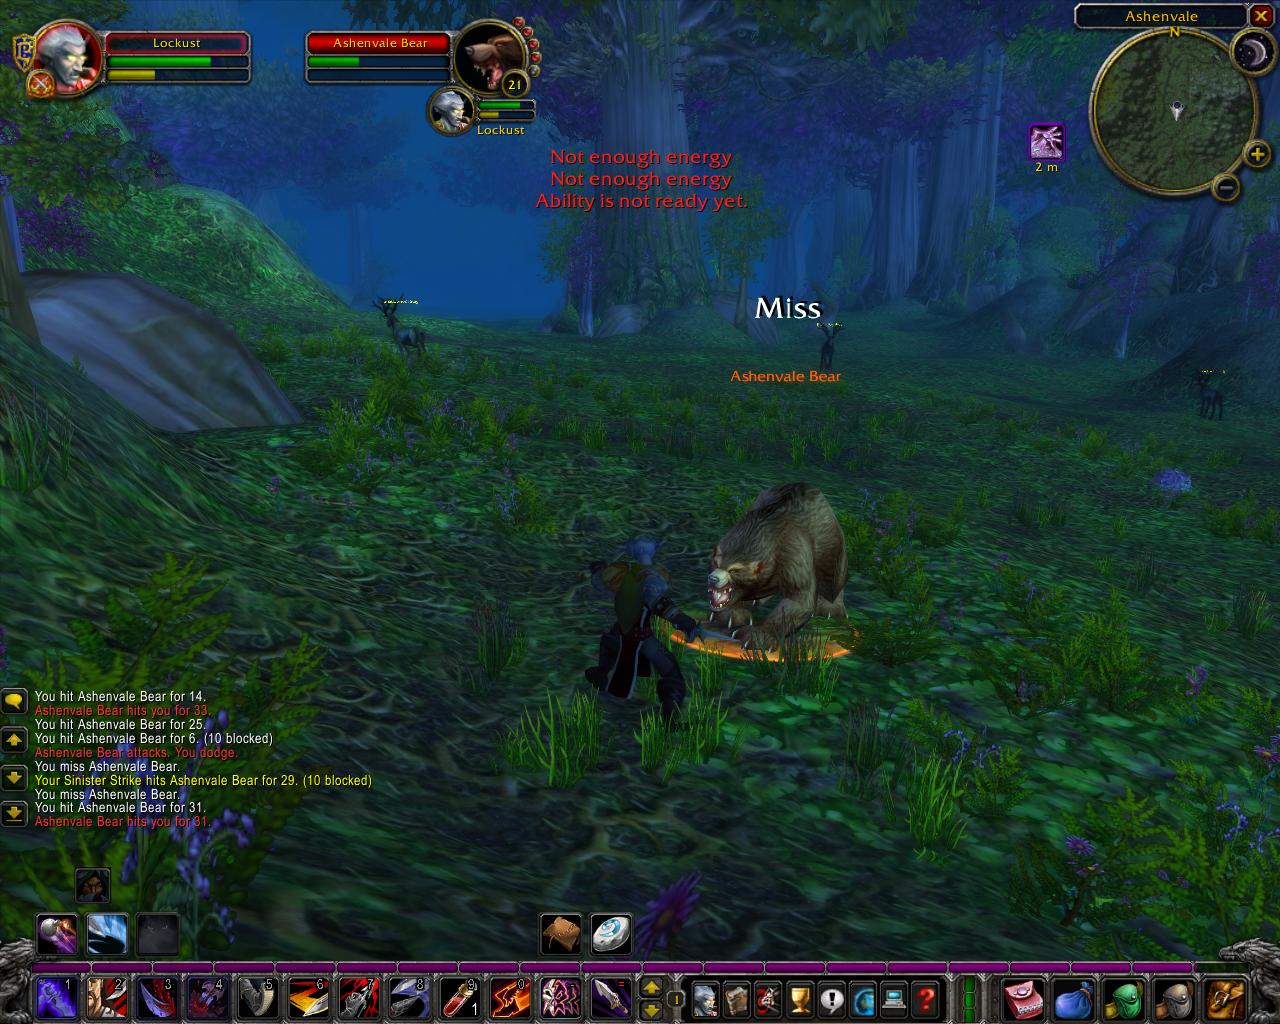 Lockust
Ashenvale Bear
21
Lockust
Ashenvale
N
2 m
Not enough energy
Not enough energy
Ability is not ready yet.
Miss
Ashenvale Bear
You hit Ashenvale Bear for 14.
Ashenvale Bear hits you for 33.
You hit Ashenvale Bear for 25.
You hit Ashenvale Bear for 6. (10 blocked)
Ashenvale Bear attacks. You dodge.
You miss Ashenvale Bear.
Your Sinister Strike hits Ashenvale Bear for 29. (10 blocked)
You miss Ashenvale Bear.
You hit Ashenvale Bear for 31.
Ashenvale Bear hits you for 31.
1 2 3 4 5 6 7 8 9 0 - =
1 1